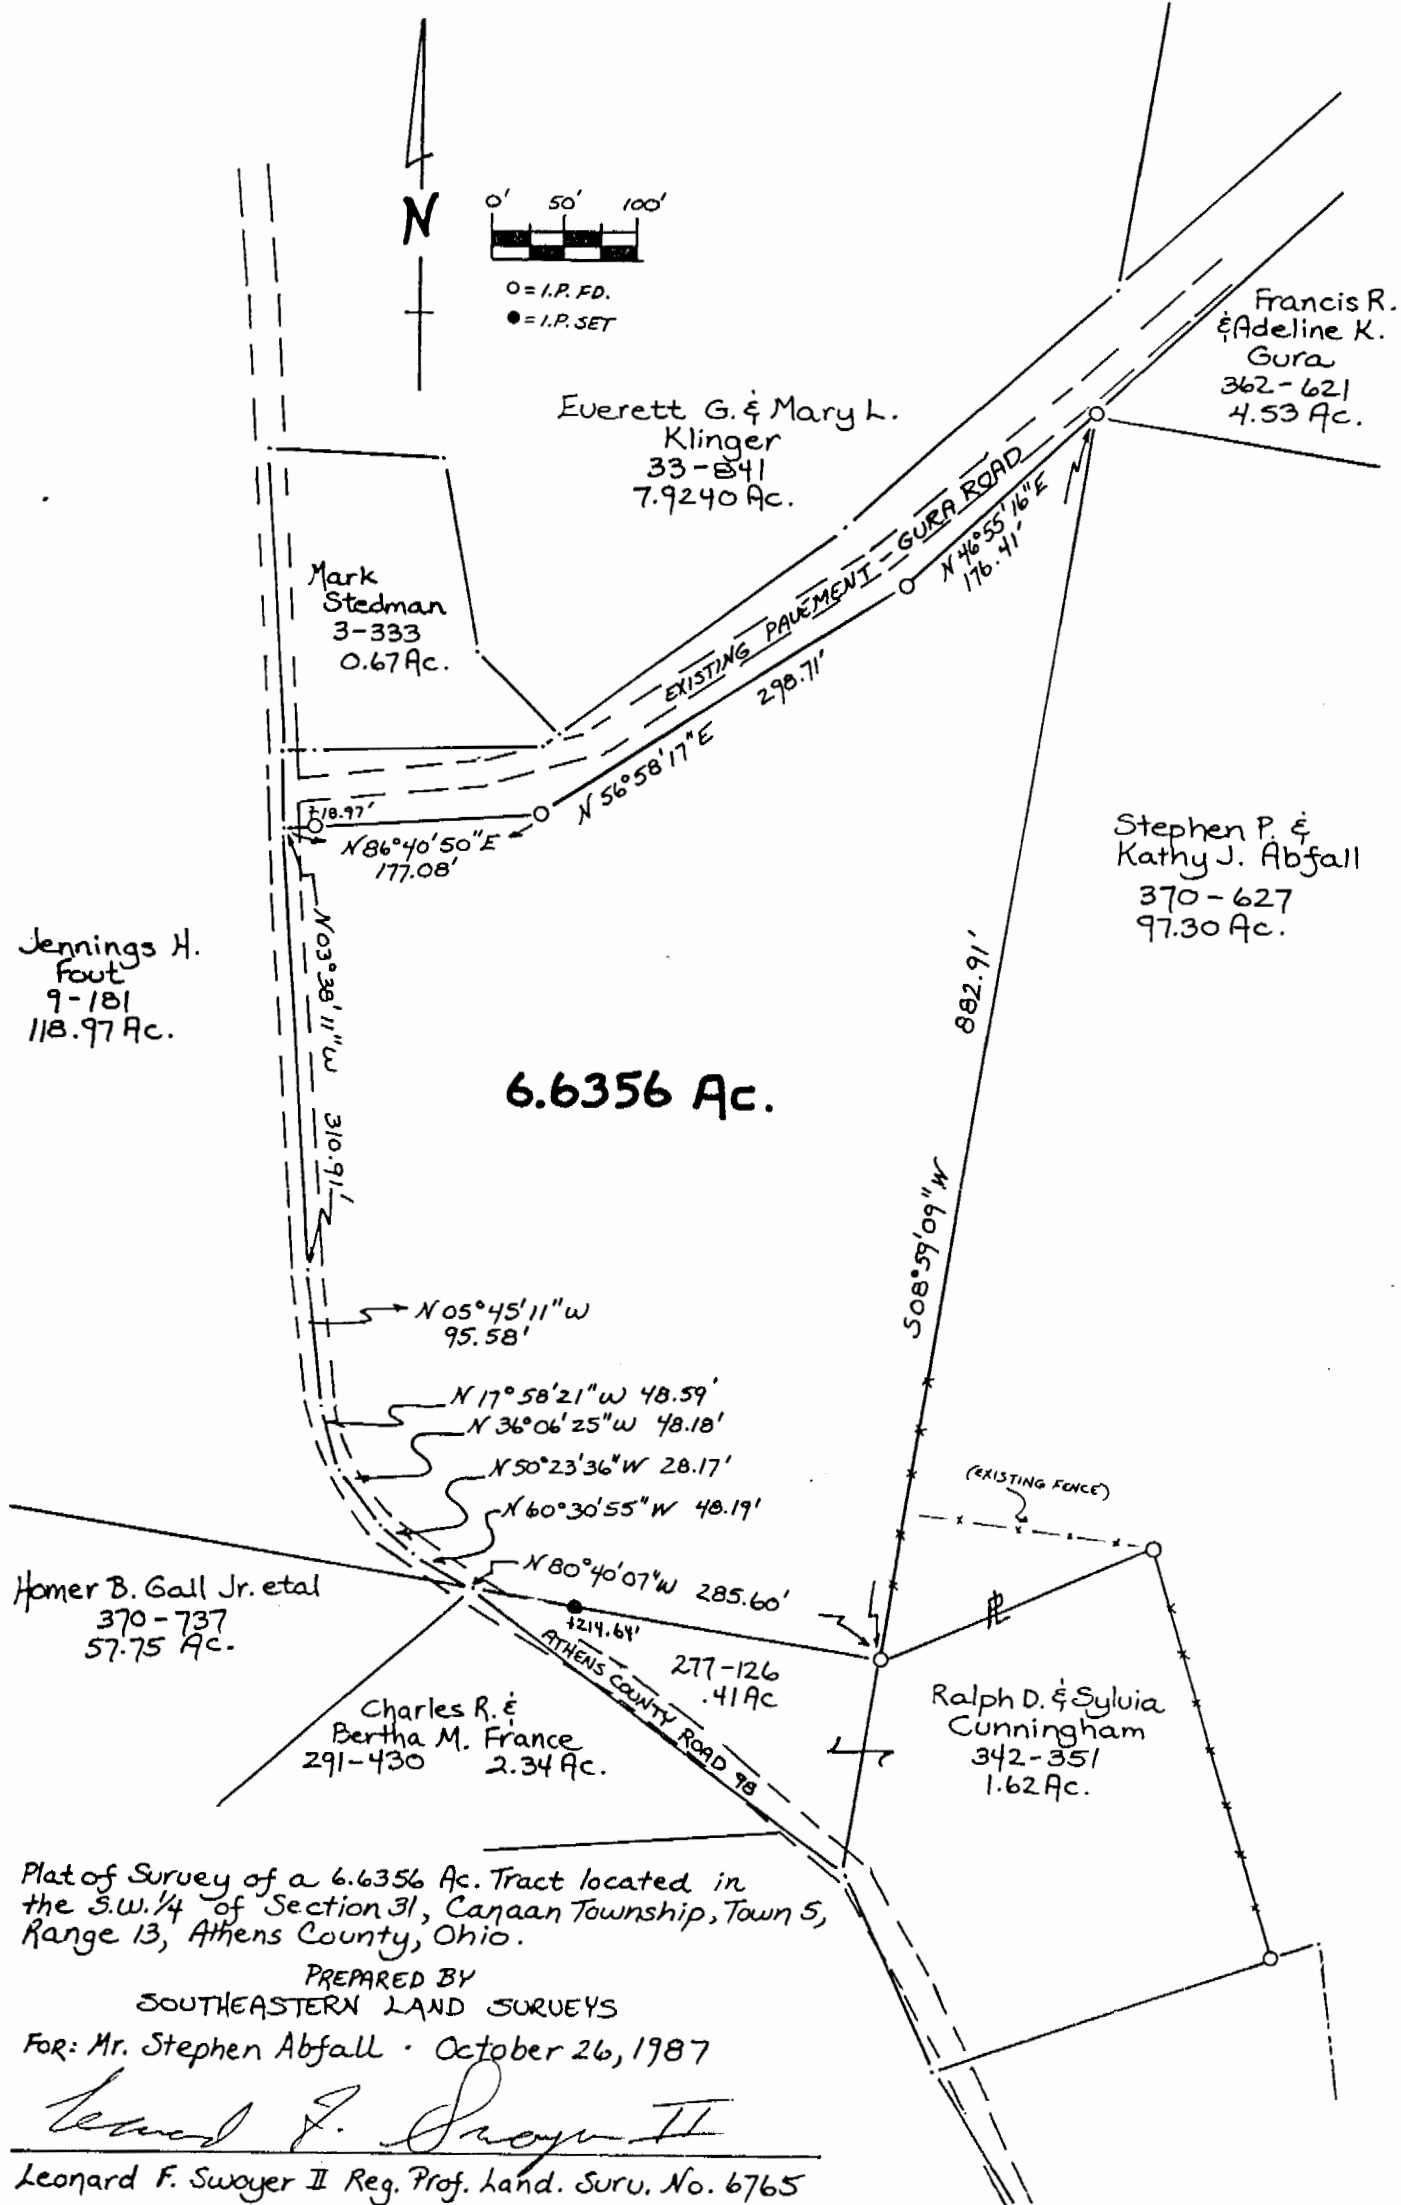 N
0' 50' 100'
O = I.P. FD.
● = I.P. SET
Francis R.
& Adeline K.
Gura
362-621
4.53 Ac.
Everett G. & Mary L.
Klinger
33-841
7.9240 Ac.
EXISTING PAVEMENT - GURA ROAD
N 46°55'16"E
176.41'
Mark
Stedman
3-333
0.67 Ac.
298.71'
N 56°58'17"E
+18.97'
N86°40'50"E
177.08'
Stephen P. &
Kathy J. Abfall
370-627
97.30 Ac.
Jennings H.
Fout
9-181
118.97 Ac.
N03°38'11"W 310.91'
882.91'
S08°59'09"W
6.6356 Ac.
N 05°45'11"W
95.58'
N 17°58'21"W 48.59'
N 36°06'25"W 48.18'
N 50°23'36"W 28.17'
N 60°30'55"W 48.19'
(EXISTING FENCE)
N 80°40'07"W 285.60'
+214.64'
Homer B. Gall Jr. etal
370-737
57.75 Ac.
ATHENS COUNTY ROAD 98
277-126
.41 Ac
PL
Charles R. &
Bertha M. France
291-430 2.34 Ac.
Ralph D. & Sylvia
Cunningham
342-351
1.62 Ac.
Plat of Survey of a 6.6356 Ac. Tract located in
the S.W. 1/4 of Section 31, Canaan Township, Town 5,
Range 13, Athens County, Ohio.
PREPARED BY
SOUTHEASTERN LAND SURVEYS
FOR: Mr. Stephen Abfall · October 26, 1987
Leonard F. Swoyer II
Leonard F. Swoyer II Reg. Prof. Land. Surv. No. 6765